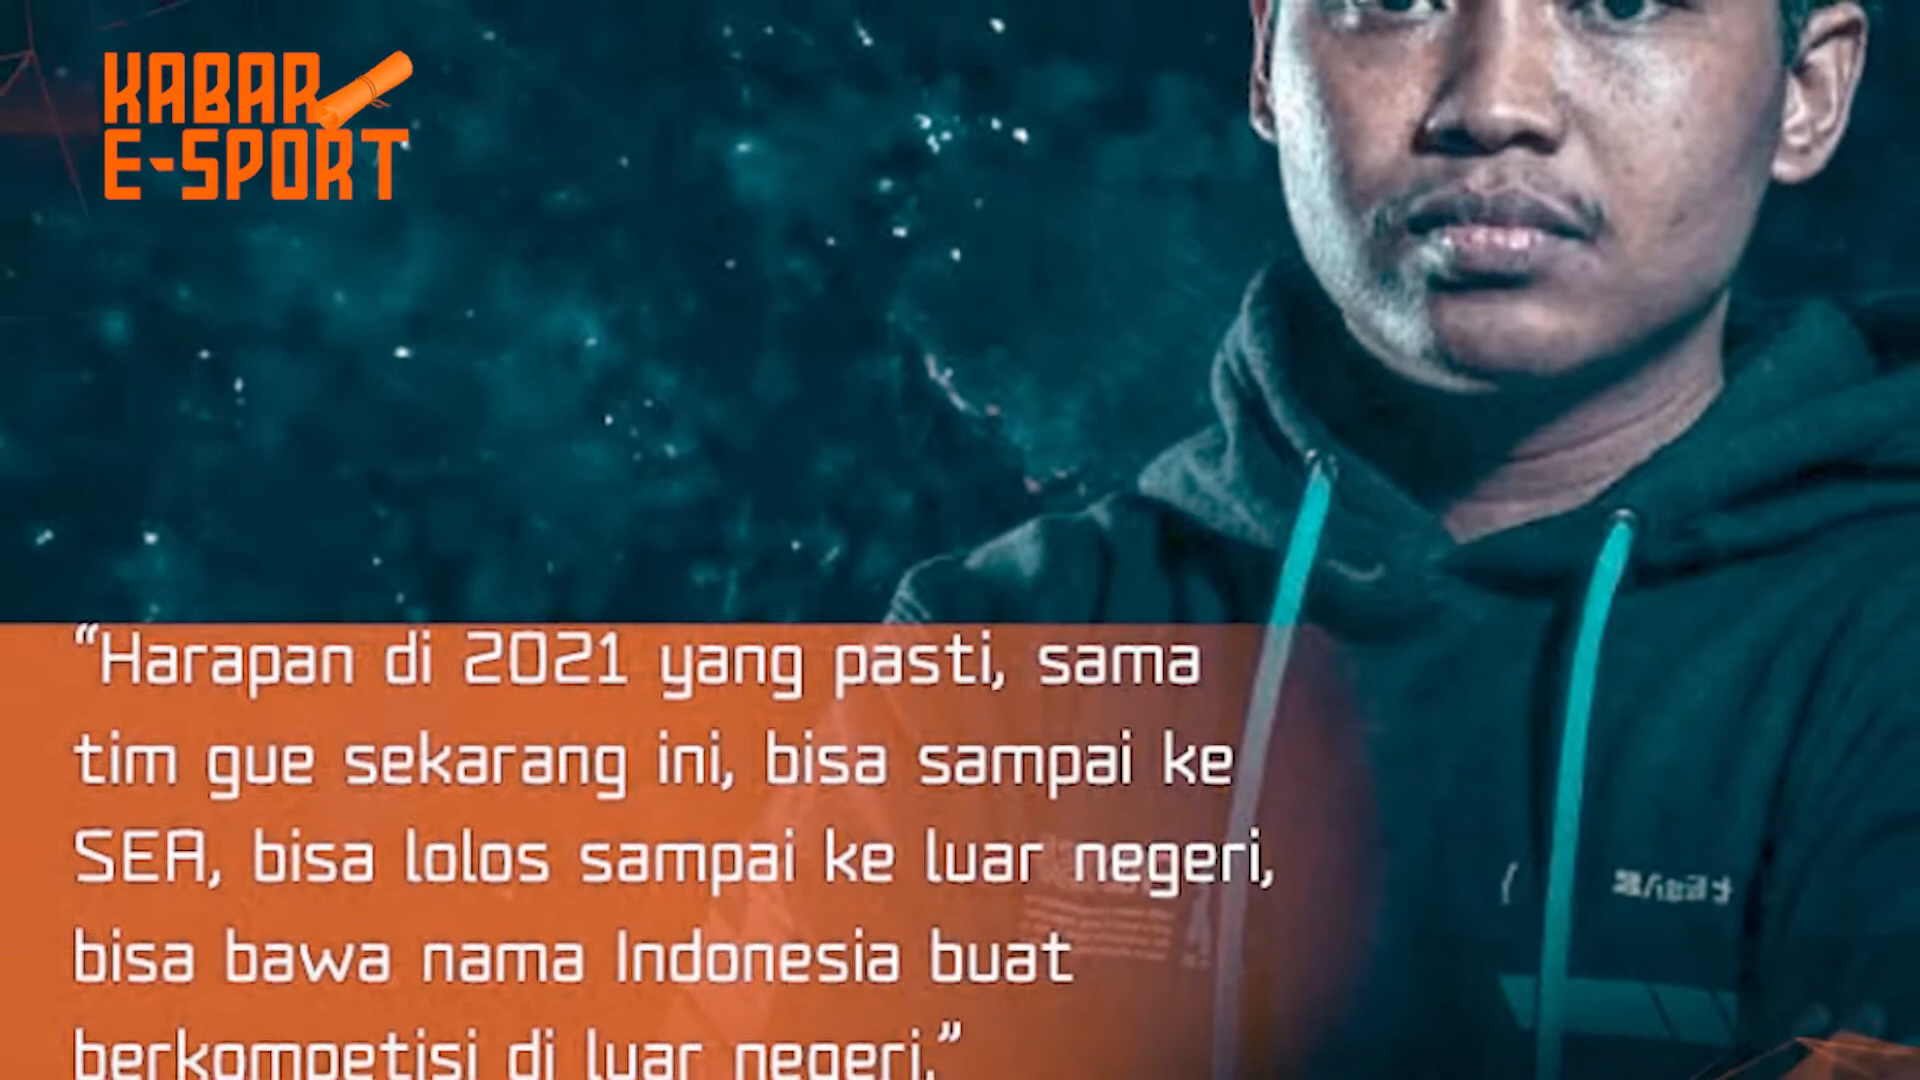 KABAR
E-SPORT
“Harapan di 2021 yang pasti, sama
tim gue sekarang ini, bisa sampai ke
SEA, bisa lolos sampai ke luar negeri,
bisa bawa nama Indonesia buat
berkompetisi di luar negeri.”